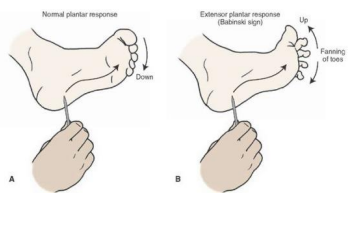 Normal plantar response
Down
A
Extensor plantar response
(Babinski sign)
Up
Fanning
of toes
B